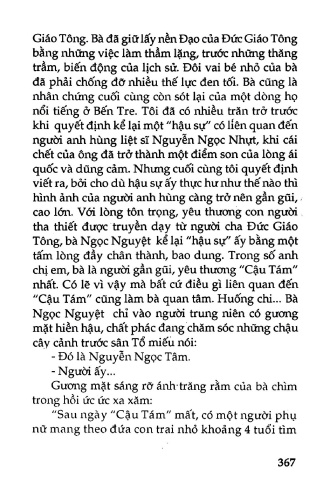 Giáo Tông. Bà đã giữ lấy nền Đạo của Đức Giáo Tông
bằng những việc làm thầm lặng, trước những thăng
trầm, biến động của lịch sử. Đôi vai bé nhỏ của bà
đã phải chống đỡ nhiều thế lực đen tối. Bà cũng là
nhân chứng cuối cùng còn sót lại của một dòng họ
nổi tiếng ở Bến Tre. Tôi đã có nhiều trăn trở trước
khi quyết định kể lại một "hậu sự" có liên quan đến
người anh hùng liệt sĩ Nguyễn Ngọc Nhựt, khi cái
chết của ông đã trở thành một điểm son của lòng ái
quốc và dũng cảm. Nhưng cuối cùng tôi quyết định
viết ra, bởi cho dù hậu sự ấy thực hư như thế nào thì
hình ảnh của người anh hùng càng trở nên gần gũi,
cao lớn. Với lòng tôn trọng, yêu thương con người
tha thiết được truyền dạy từ người cha Đức Giáo
Tông, bà Ngọc Nguyệt kể lại "hậu sự" ấy bằng một
tấm lòng đầy chân thành, bao dung. Trong số anh
chị em, bà là người gần gũi, yêu thương "Cậu Tám"
nhất. Có lẽ vì vậy mà bất cứ điều gì liên quan đến
"Cậu Tám" cũng làm bà quan tâm. Huống chi... Bà
Ngọc Nguyệt chỉ vào người trung niên có gương
mặt hiền hậu, chất phác đang chăm sóc những chậu
cây cảnh trước sân Tổ miếu nói:
- Đó là Nguyễn Ngọc Tâm.
- Người ấy...
Gương mặt sáng rỡ ánh trăng rằm của bà chìm
trong hồi ức ức xa xăm:
"Sau ngày "Cậu Tám" mất, có một người phụ
nữ mang theo đứa con trai nhỏ khoảng 4 tuổi tìm
367